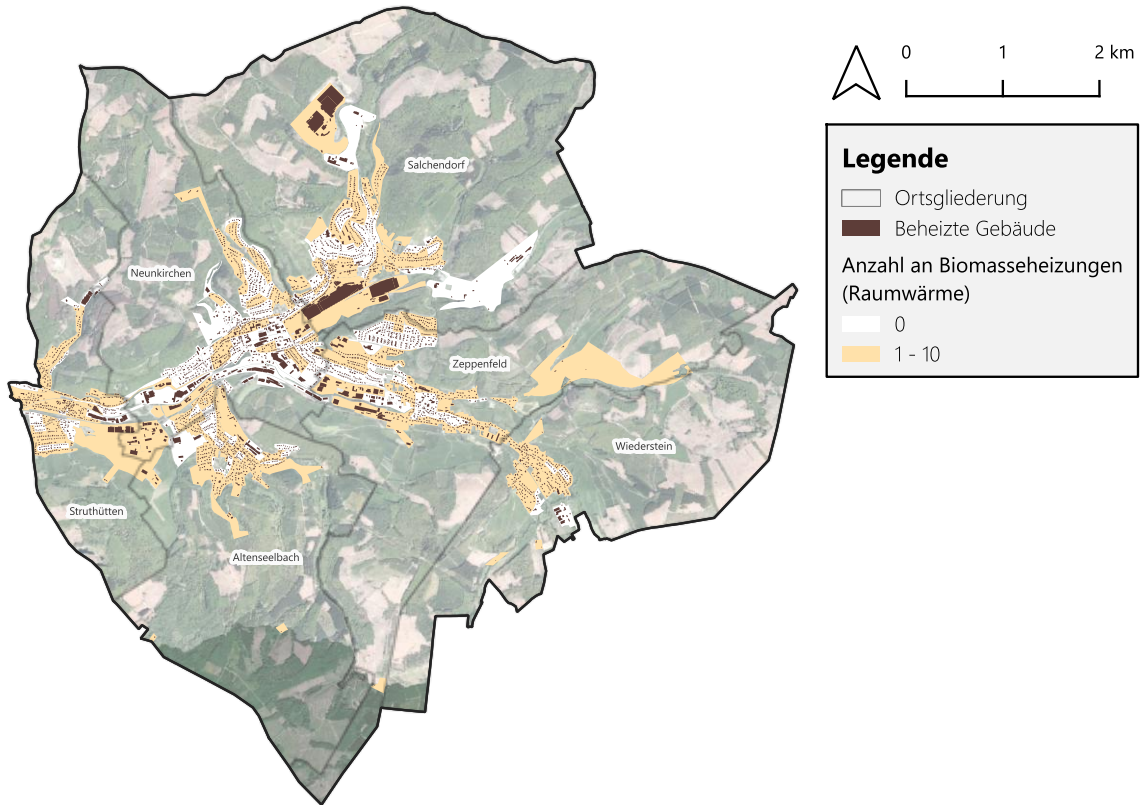 0 1 2 km
Legende
Ortsgliederung
Beheizte Gebäude
Anzahl an Biomasseheizungen
(Raumwärme)
0
1 - 10
Salchendorf
Neunkirchen
Zeppenfeld
Wiederstein
Struthütten
Altenseelbach